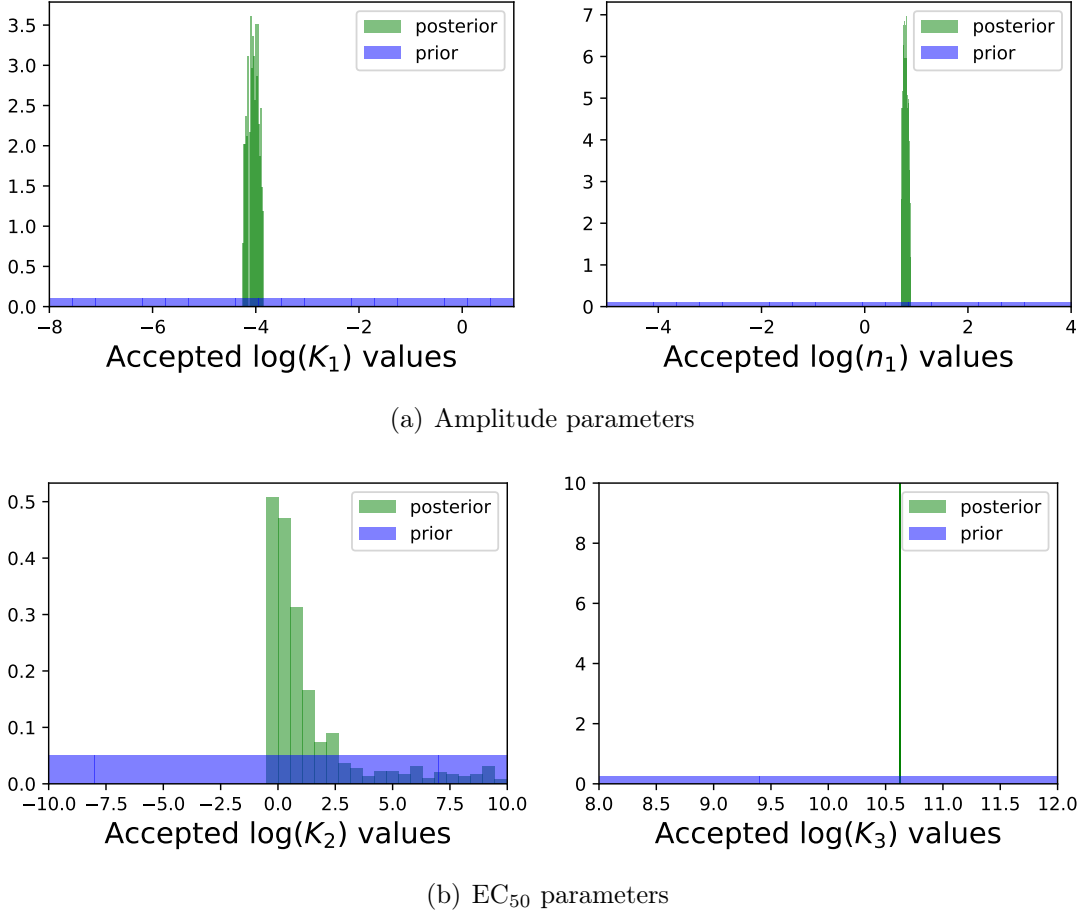 3.5
3.0
2.5
2.0
1.5
1.0
0.5
0.0
posterior
prior
−8 −6 −4 −2 0
Accepted log(K₁) values
7
6
5
4
3
2
1
0
posterior
prior
−4 −2 0 2 4
Accepted log(n₁) values
(a) Amplitude parameters
0.5
0.4
0.3
0.2
0.1
0.0
posterior
prior
−10.0 −7.5 −5.0 −2.5 0.0 2.5 5.0 7.5 10.0
Accepted log(K₂) values
10
8
6
4
2
0
posterior
prior
8.0 8.5 9.0 9.5 10.0 10.5 11.0 11.5 12.0
Accepted log(K₃) values
(b) EC₅₀ parameters